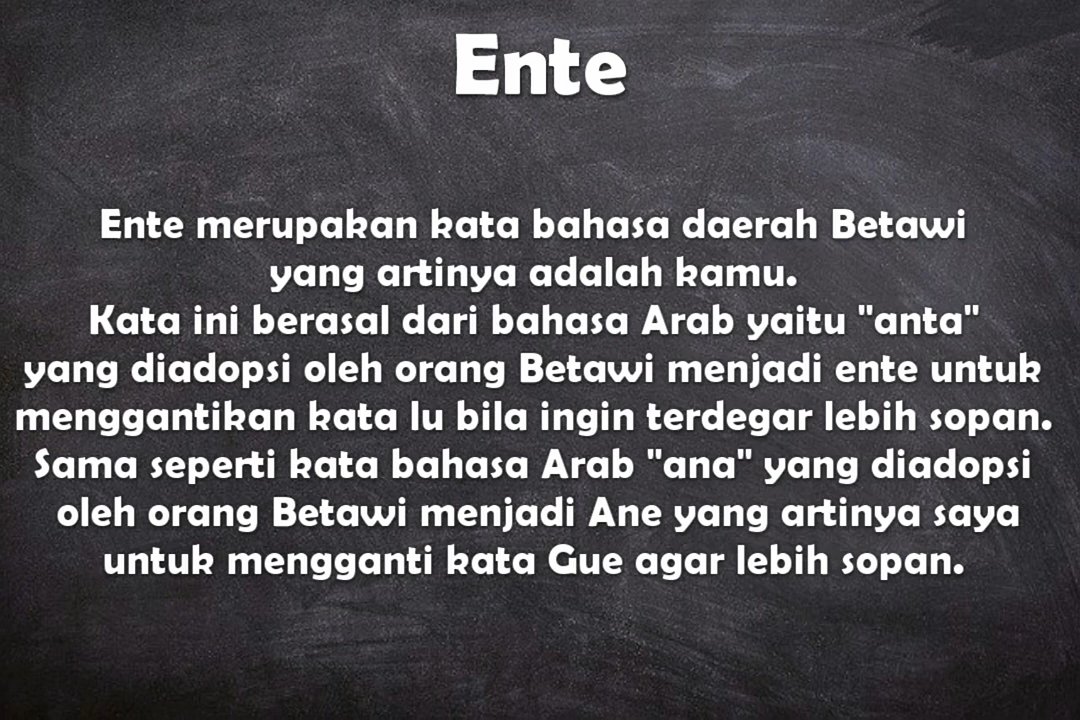 Ente
Ente merupakan kata bahasa daerah Betawi
yang artinya adalah kamu.
Kata ini berasal dari bahasa Arab yaitu "anta"
yang diadopsi oleh orang Betawi menjadi ente untuk
menggantikan kata lu bila ingin terdegar lebih sopan.
Sama seperti kata bahasa Arab "ana" yang diadopsi
oleh orang Betawi menjadi Ane yang artinya saya
untuk mengganti kata Gue agar lebih sopan.